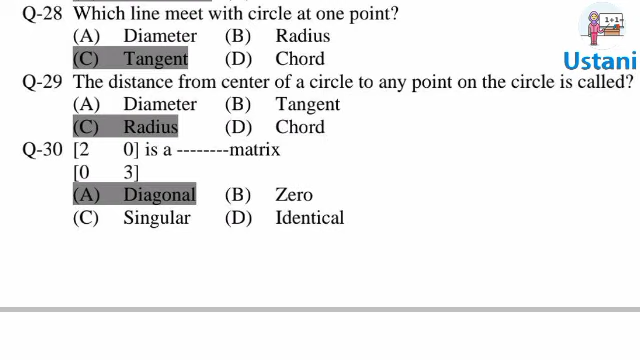 Q-28 Which line meet with circle at one point?
(A) Diameter (B) Radius
(C) Tangent (D) Chord
Q-29 The distance from center of a circle to any point on the circle is called?
(A) Diameter (B) Tangent
(C) Radius (D) Chord
Q-30 [2 0] is a --------matrix
[0 3]
(A) Diagonal (B) Zero
(C) Singular (D) Identical
1+1=
Ustani